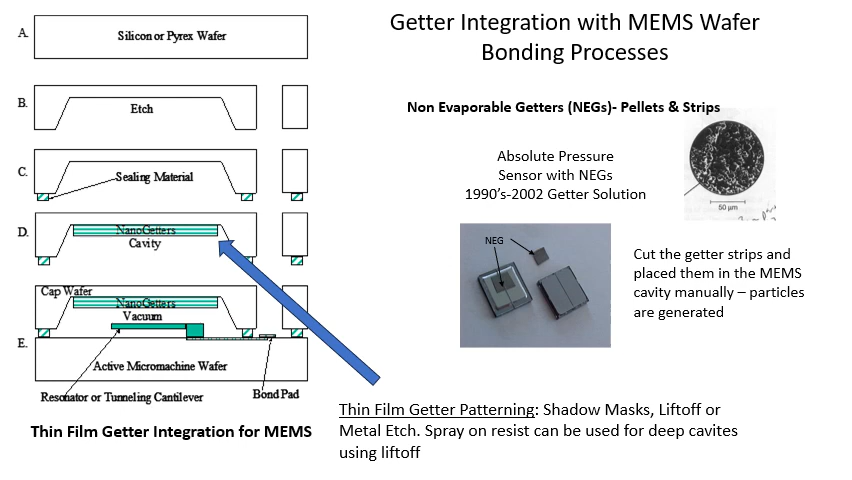 Getter Integration with MEMS Wafer
Bonding Processes
A.
Silicon or Pyrex Wafer
B.
Etch
C.
Sealing Material
D.
NanoGetters
Cavity
Cap Wafer
NanoGetters
Vacuum
E.
Active Micromachine Wafer
Resonator or Tunneling Cantilever
Bond Pad
Thin Film Getter Integration for MEMS
Non Evaporable Getters (NEGs)- Pellets & Strips
Absolute Pressure
Sensor with NEGs
1990's-2002 Getter Solution
50 µm
NEG
Cut the getter strips and
placed them in the MEMS
cavity manually – particles
are generated
Thin Film Getter Patterning: Shadow Masks, Liftoff or
Metal Etch. Spray on resist can be used for deep cavites
using liftoff